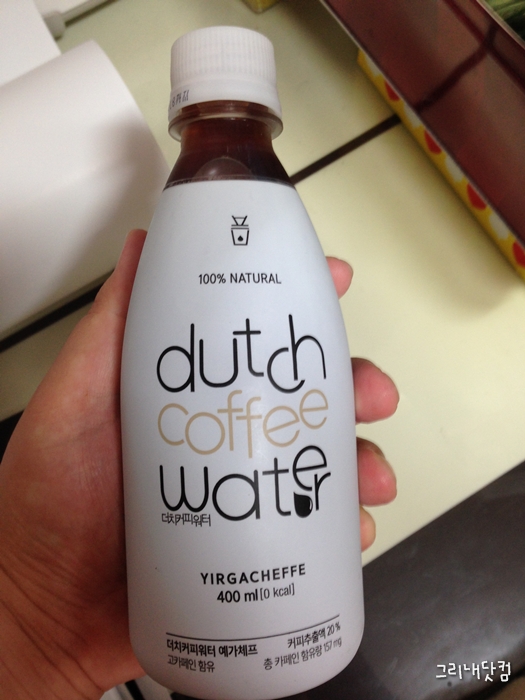 100% NATURAL
dutch
coffee
water
더치커피워터
YIRGACHEFFE
400 ml [0 kcal]
더치커피워터 예가체프 커피추출액 20%
고카페인 함유 총 카페인 함유량 157 mg
그리내닷컴